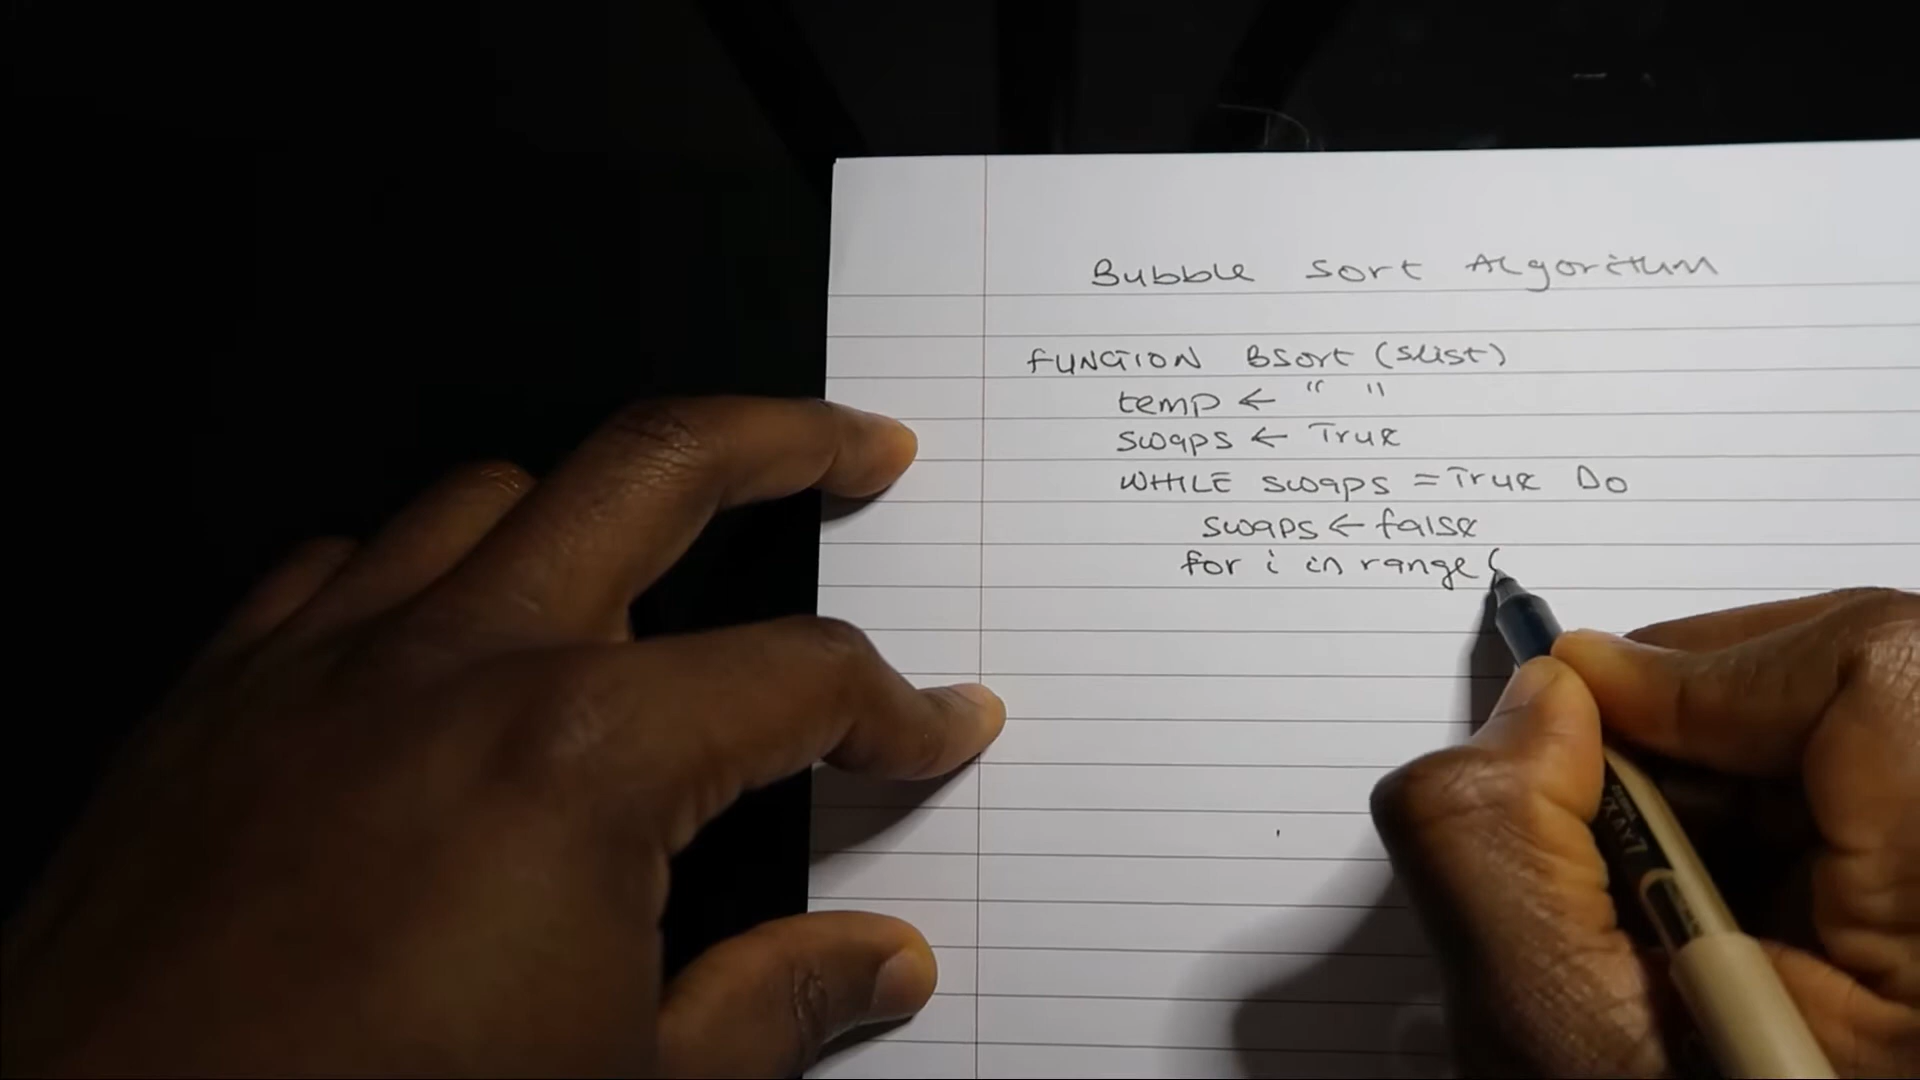 Bubble Sort Algorithm
FUNCTION Bsort (slist)
temp ← " "
swaps ← True
WHILE swaps = True Do
swaps ← false
for i in range (